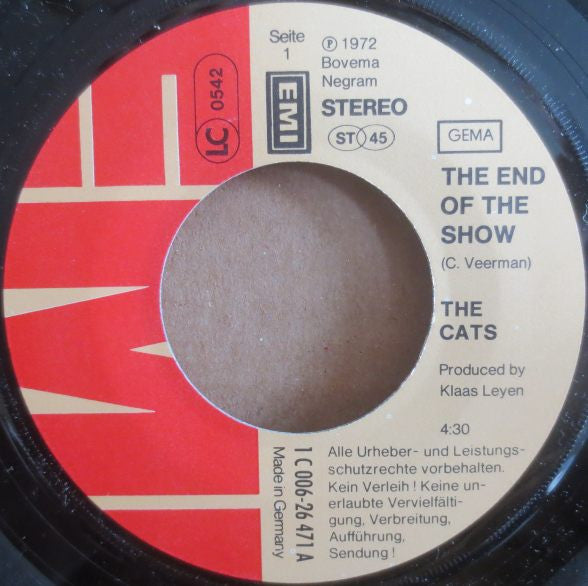 Seite
1
℗ 1972
Bovema
Negram
LC 0542
EMI
STEREO
ST 45
GEMA
THE END
OF THE
SHOW
(C. Veerman)
THE
CATS
Produced by
Klaas Leyen
4:30
1 C 006-26 471 A
Made in Germany
Alle Urheber- und Leistungs-
schutzrechte vorbehalten.
Kein Verleih! Keine un-
erlaubte Vervielfälti-
gung, Verbreitung,
Aufführung,
Sendung!